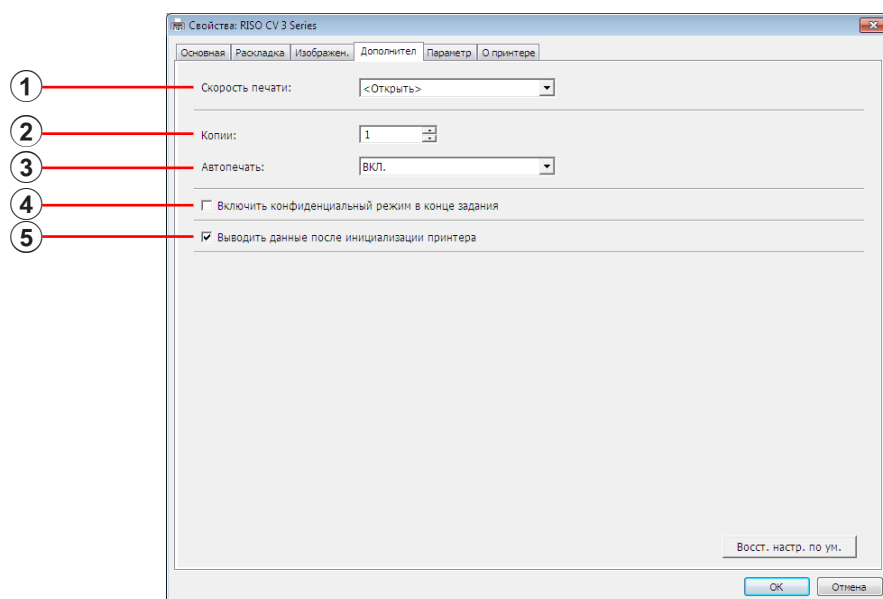 Свойства: RISO CV 3 Series
Основная Раскладка Изображен. Дополнител Параметр О принтере
1 Скорость печати: <Открыть>
2 Копии: 1
3 Автопечать: ВКЛ.
4 Включить конфиденциальный режим в конце задания
5 Выводить данные после инициализации принтера
Восст. настр. по ум.
OK Отмена